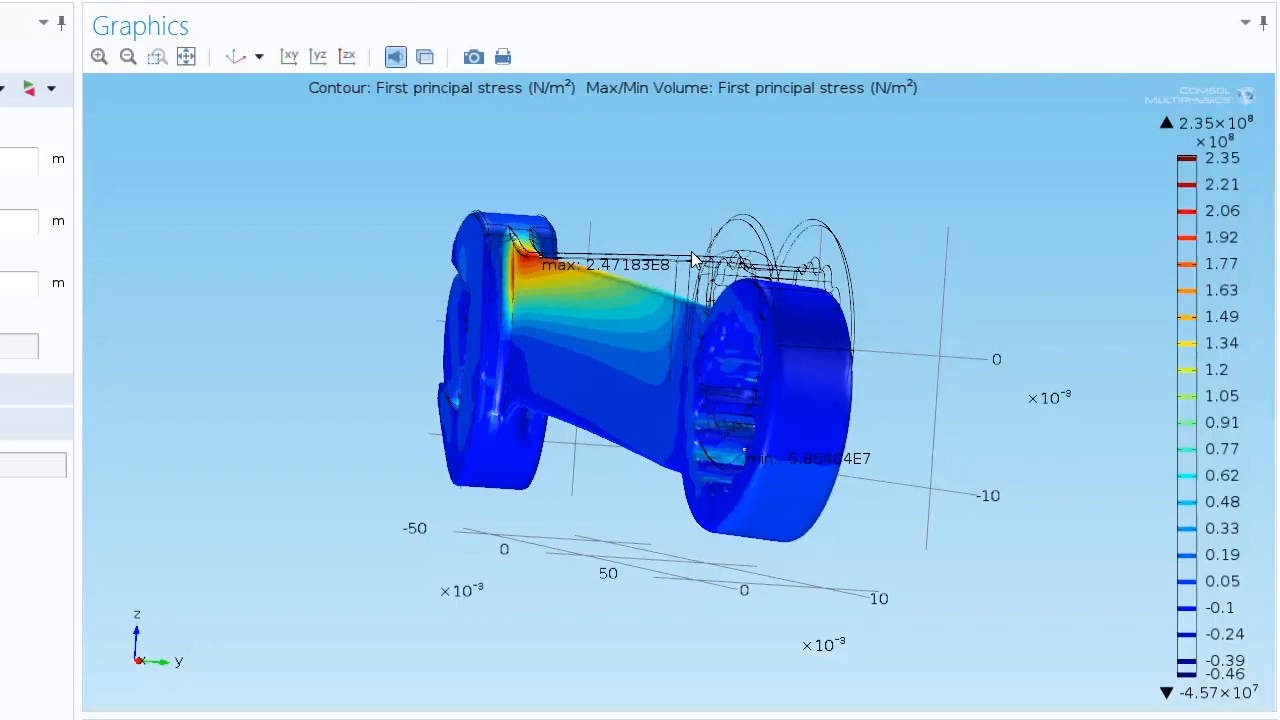 Graphics
xy yz zx
Contour: First principal stress (N/m²) Max/Min Volume: First principal stress (N/m²)
COMSOL
MULTIPHYSICS
▲ 2.35×10⁸
×10⁸
2.35
2.21
2.06
1.92
1.77
1.63
1.49
1.34
1.2
1.05
0.91
0.77
0.62
0.48
0.33
0.19
0.05
-0.1
-0.24
-0.39
-0.46
▼ -4.57×10⁷
m
m
m
max: 2.47183E8
min: -5.86404E7
0
×10⁻³
-10
-50
0
50
×10⁻³
0
10
×10⁻³
z
x
y